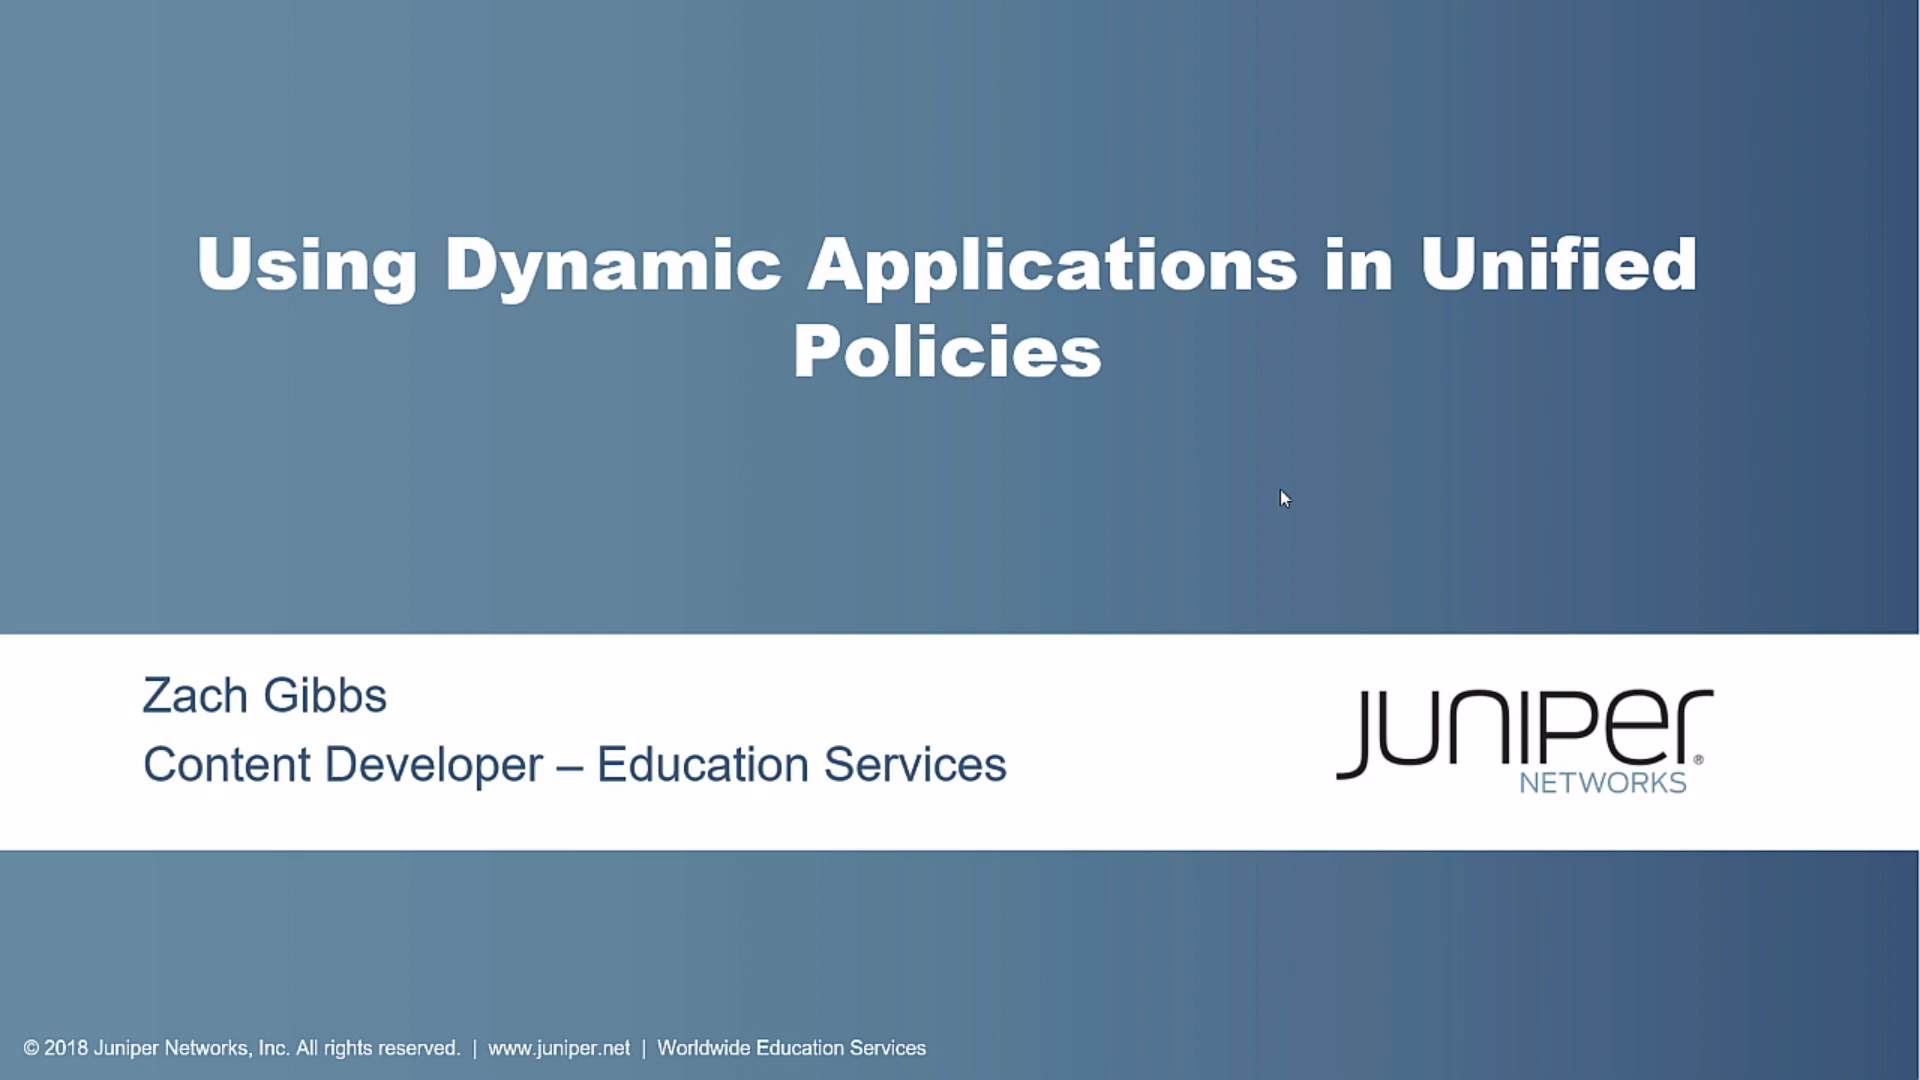 Using Dynamic Applications in Unified
Policies
Zach Gibbs
Content Developer – Education Services
JUNIPEr®
NETWORKS
© 2018 Juniper Networks, Inc. All rights reserved. | www.juniper.net | Worldwide Education Services